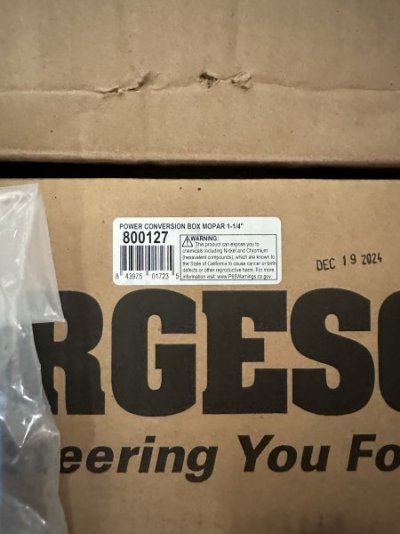 POWER CONVERSION BOX MOPAR 1-1/4"
800127
WARNING:
This product can expose you to
chemicals including Nickel and Chromium
(hexavalent compounds), which are known to
the State of California to cause cancer or birth
defects or other reproductive harm. For more
information visit: www.P65Warnings.ca.gov
8 43975 01723 5
DEC 19 2024
RGES
eering You Fo